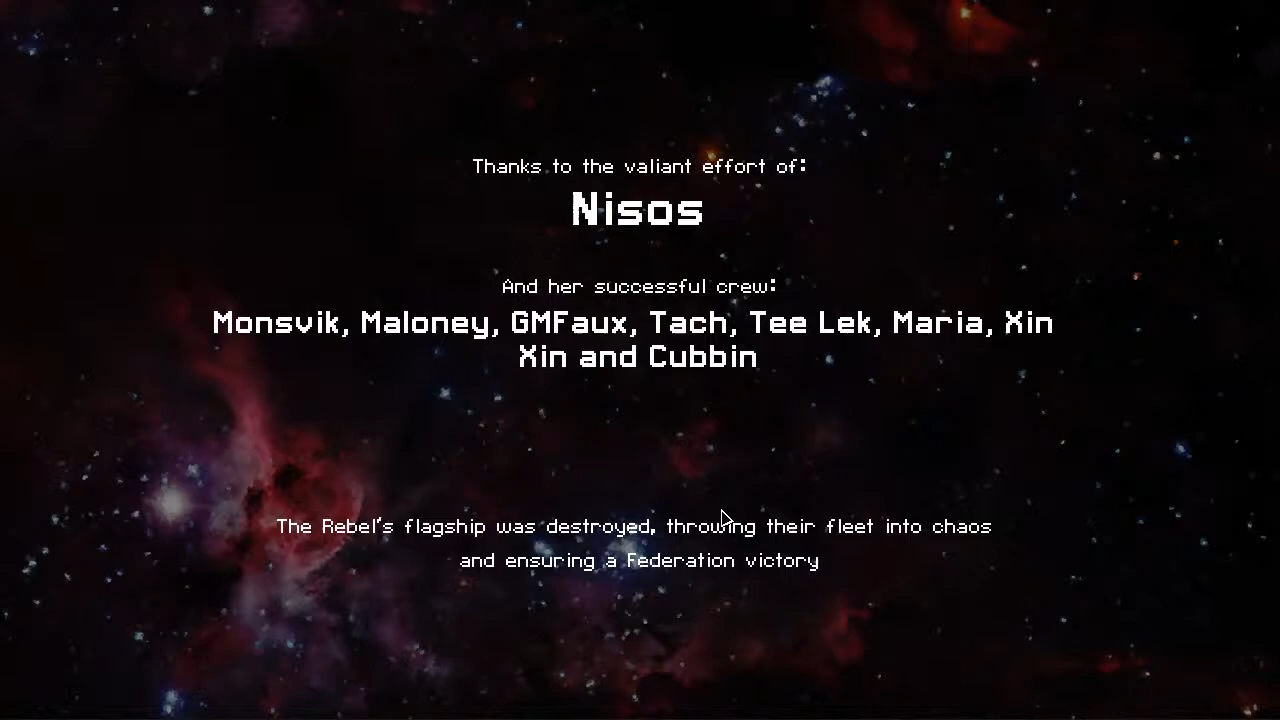 Thanks to the valiant effort of:
Nisos
And her successful crew:
Monsvik, Maloney, GMFaux, Tach, Tee Lek, Maria, Xin
Xin and Cubbin
The Rebel's flagship was destroyed, throwing their fleet into chaos
and ensuring a Federation victory